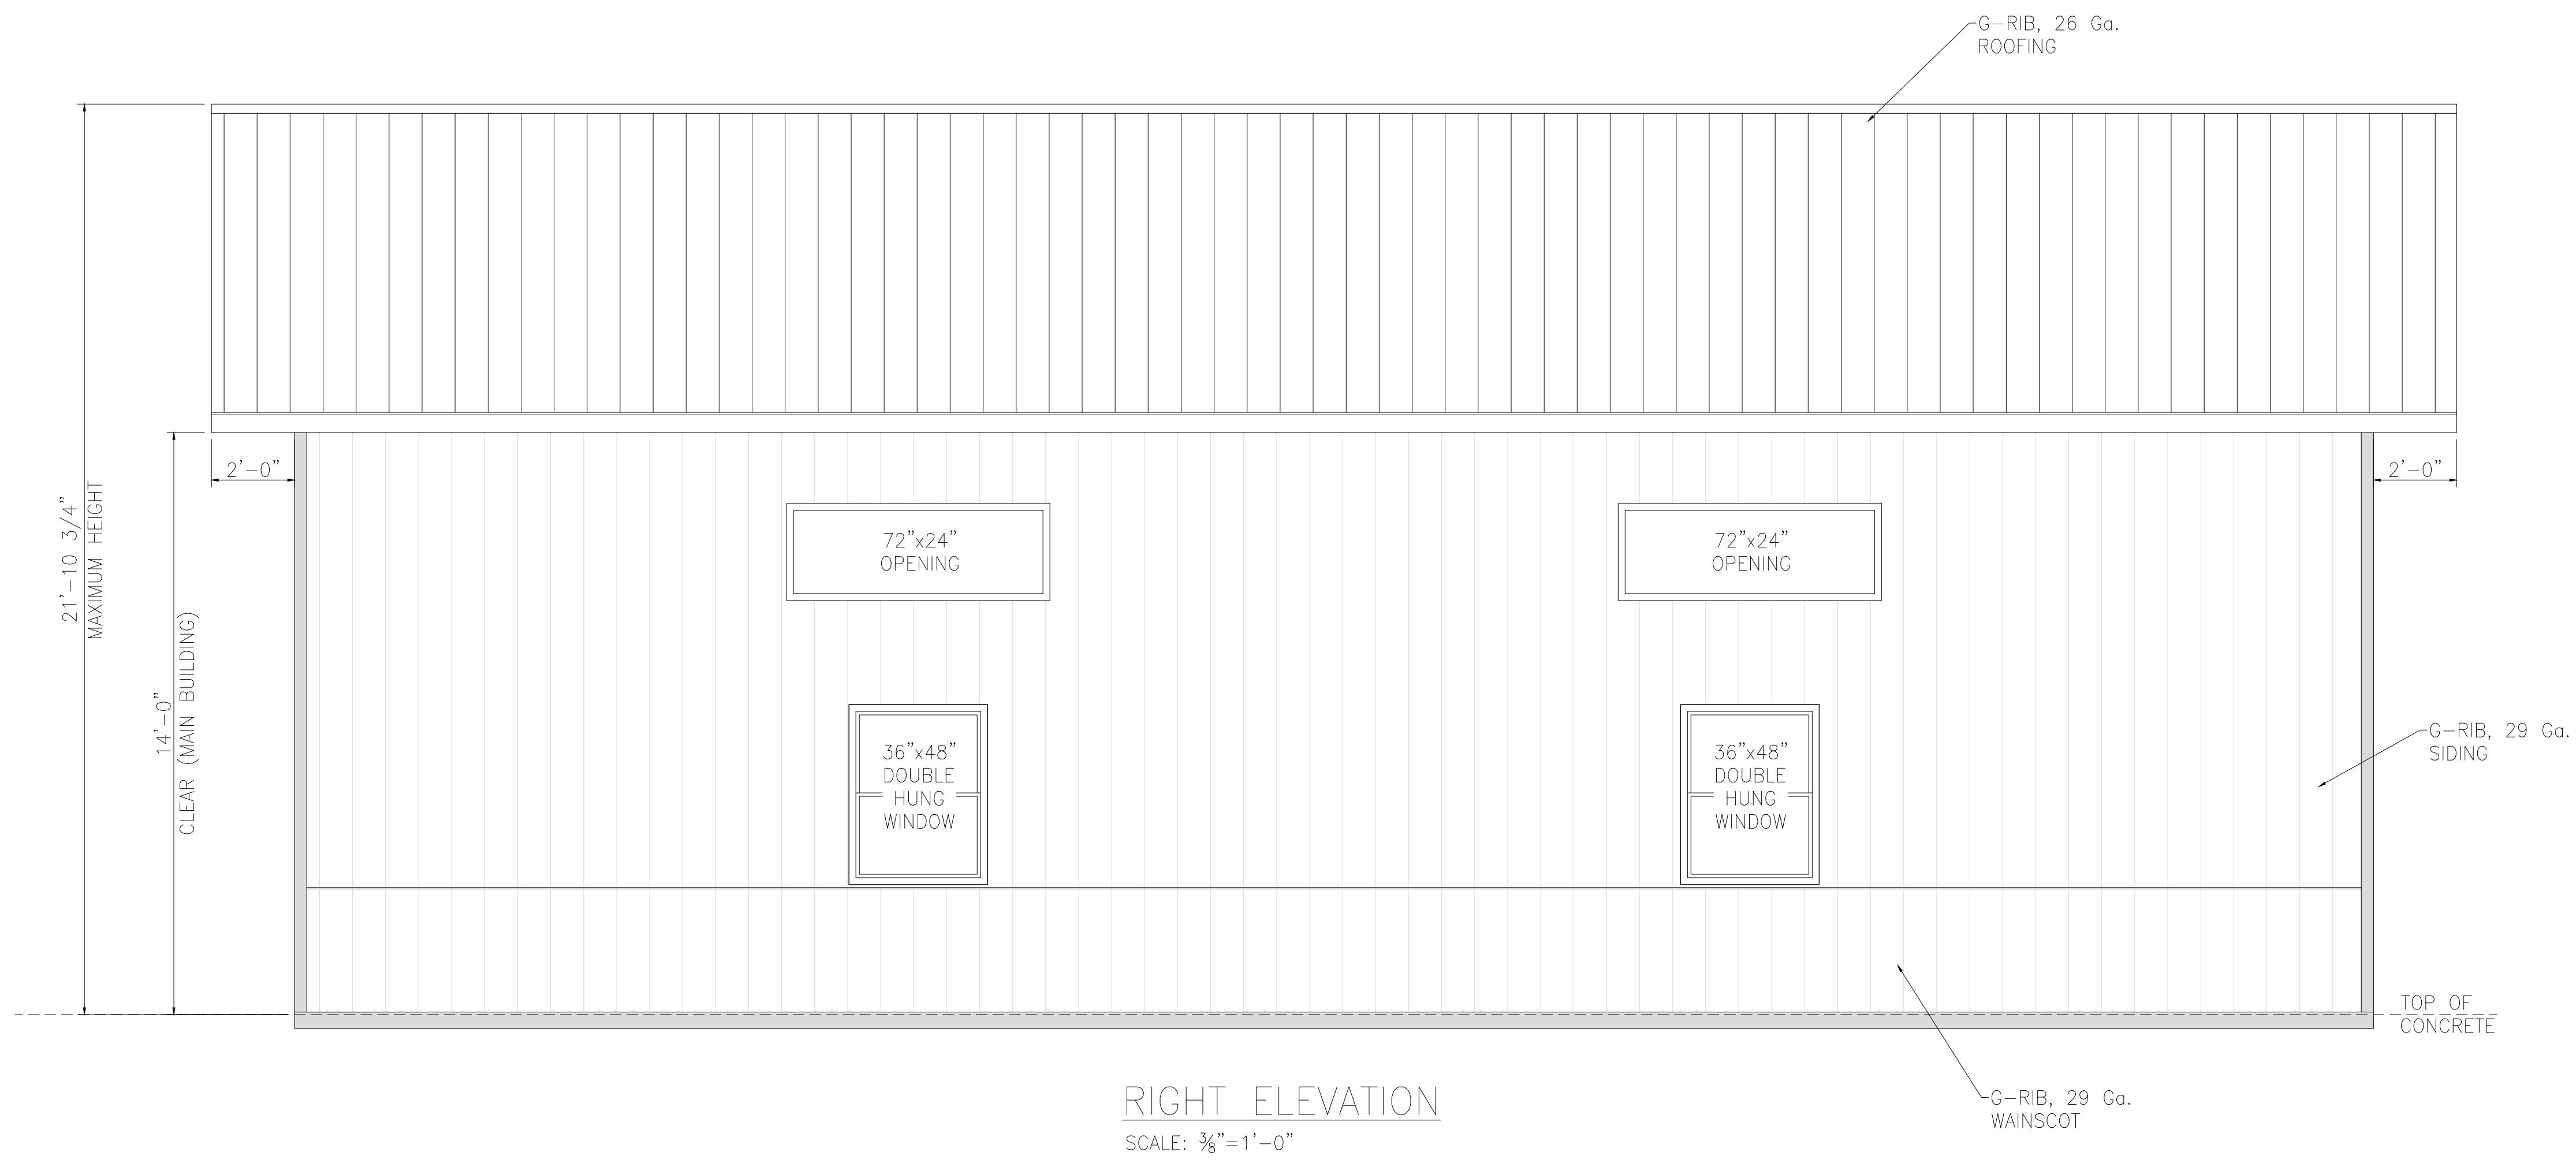 G-RIB, 26 Ga.
ROOFING
2'-0"
2'-0"
21'-10 3/4"
MAXIMUM HEIGHT
14'-0"
CLEAR (MAIN BUILDING)
72"x24"
OPENING
72"x24"
OPENING
36"x48"
DOUBLE
HUNG
WINDOW
36"x48"
DOUBLE
HUNG
WINDOW
G-RIB, 29 Ga.
SIDING
TOP OF
CONCRETE
G-RIB, 29 Ga.
WAINSCOT
RIGHT ELEVATION
SCALE: ⅜"=1'-0"